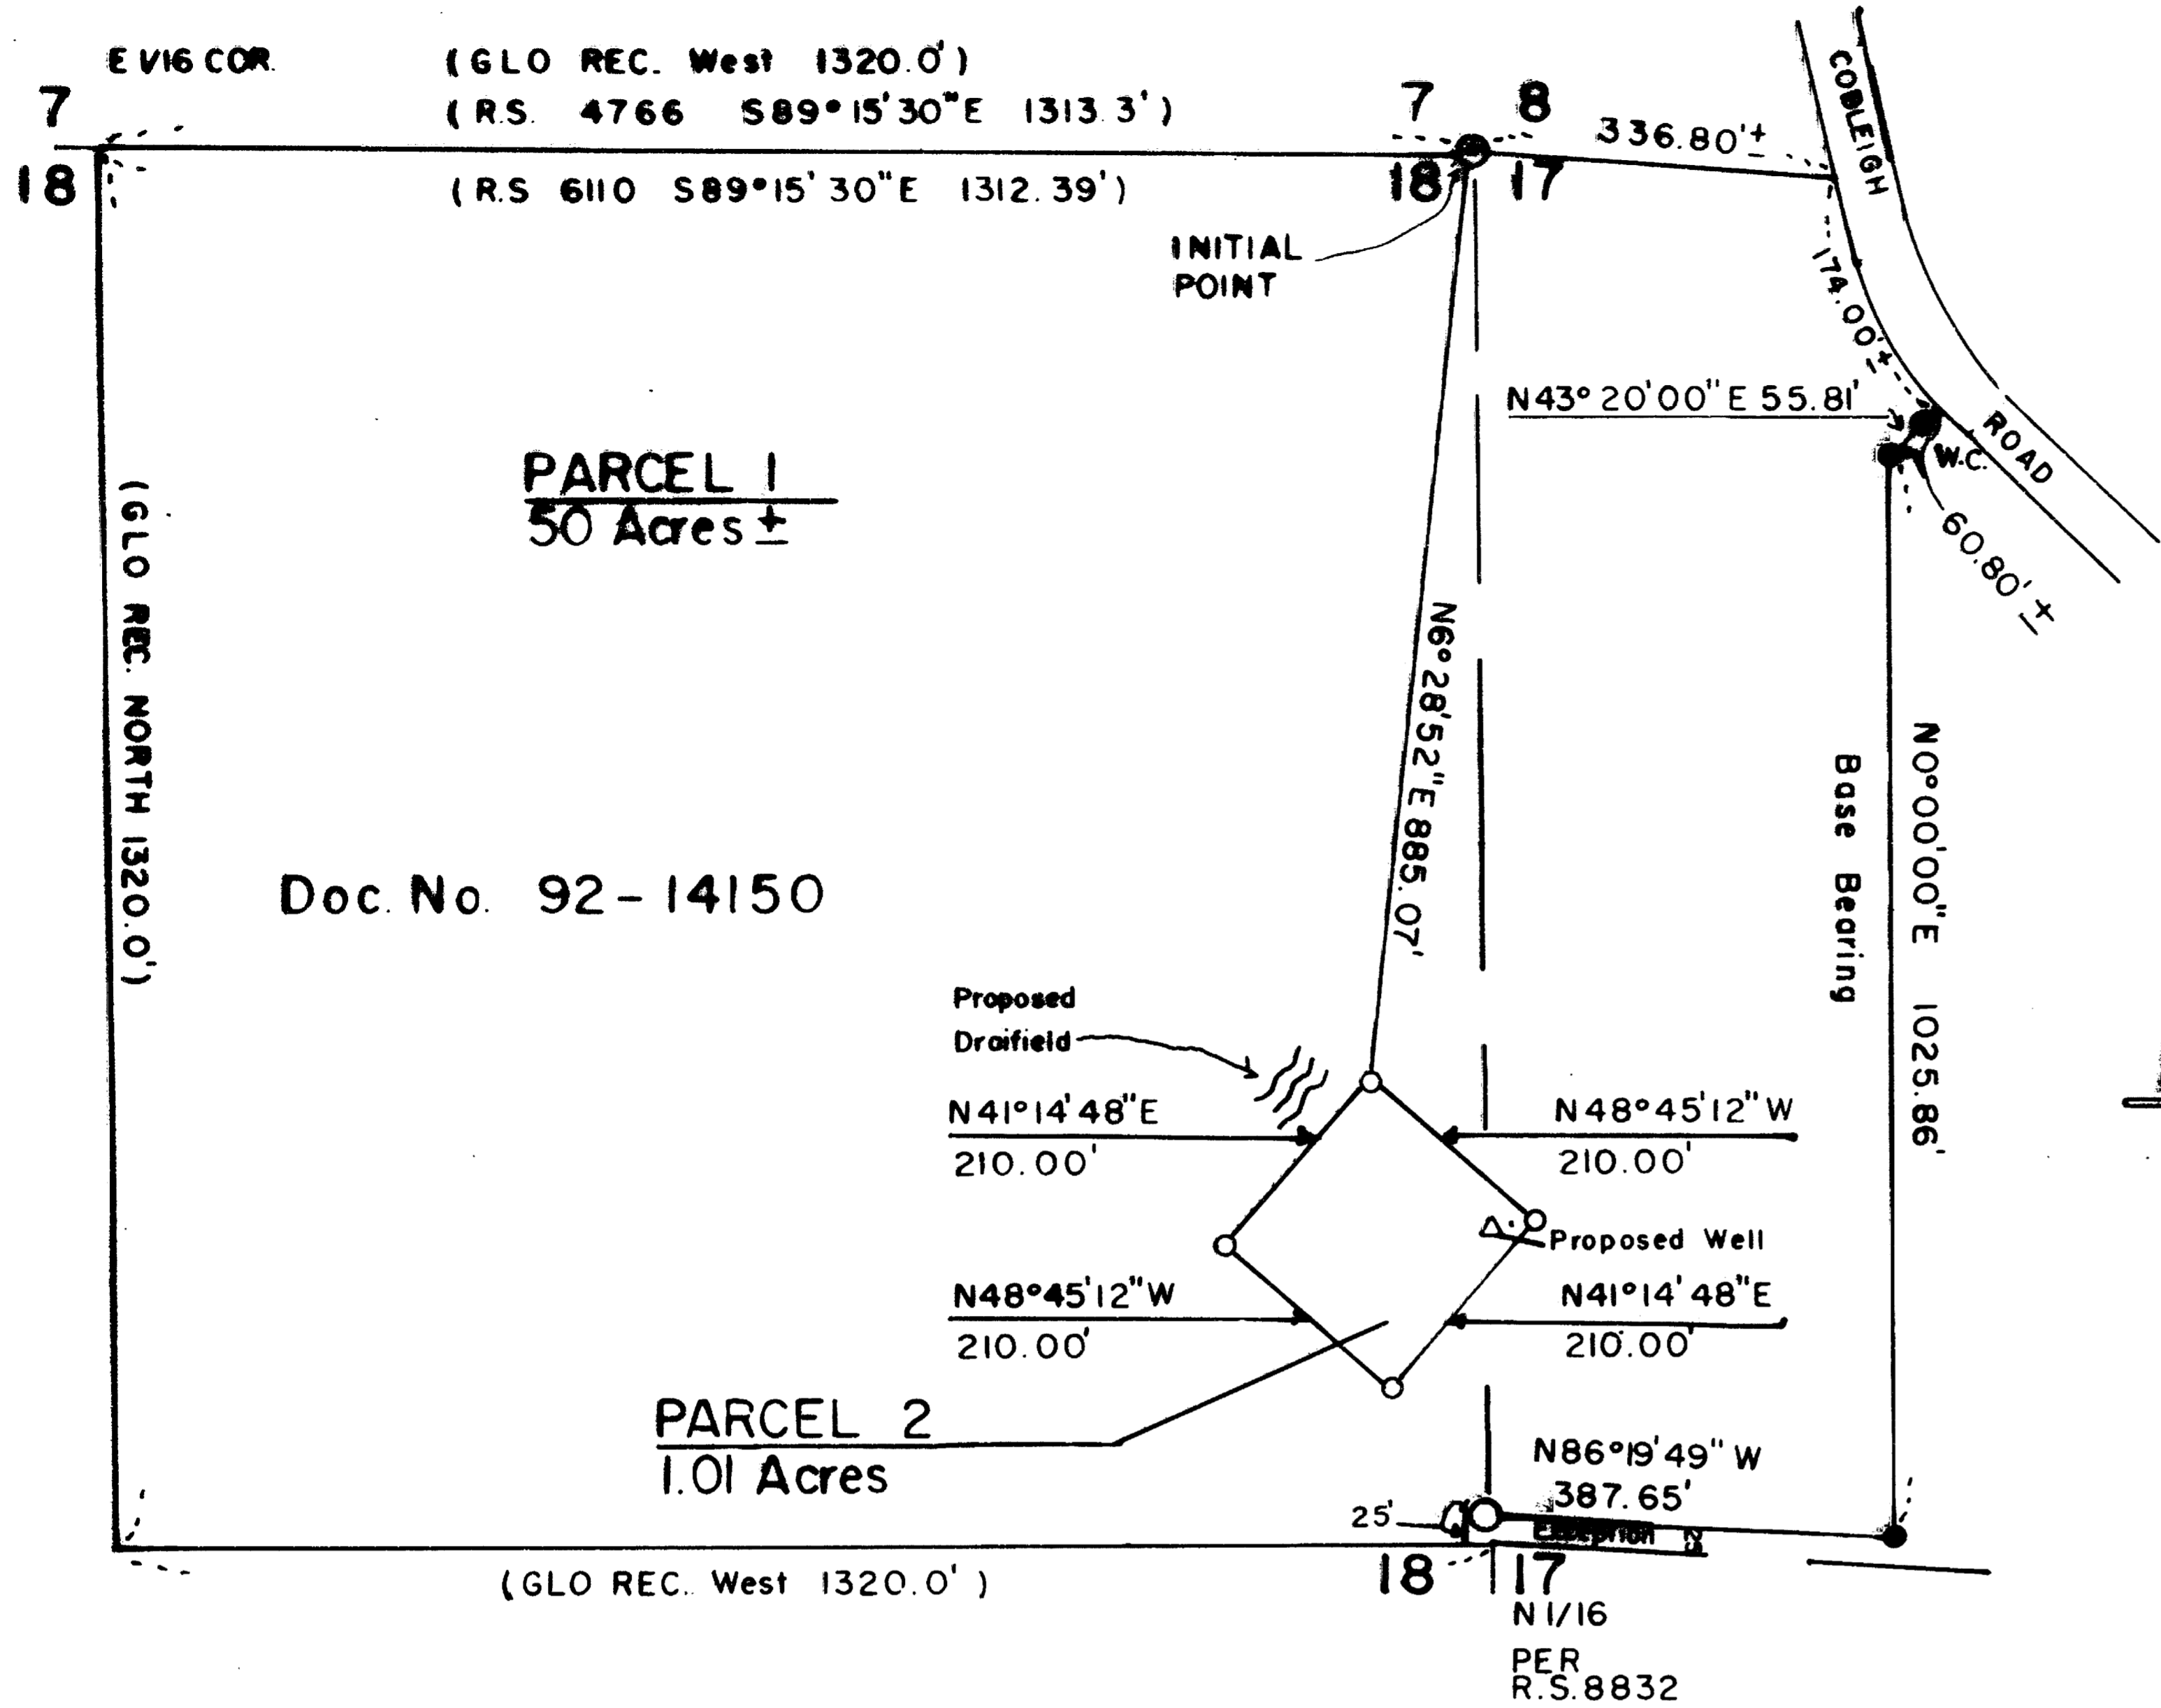 E 1/16 COR.
(GLO REC. West 1320.0')
7
(R.S. 4766 S89°15'30"E 1313.3')
7 8
336.80'±
COBLEIGH
18
(R.S 6110 S89°15'30"E 1312.39')
18 17
INITIAL
POINT
174.00'±
N43°20'00"E 55.81'
ROAD
W.C.
60.80'±
PARCEL 1
50 Acres ±
(GLO REC. NORTH 1320.0')
N6°28'52"E 885.07'
N0°00'00"E 1025.86'
Base Bearing
Doc. No. 92-14150
Proposed
Draifield
N41°14'48"E
210.00'
N48°45'12"W
210.00'
Proposed Well
N48°45'12"W
210.00'
N41°14'48"E
210.00'
PARCEL 2
1.01 Acres
N86°19'49"W
387.65'
25'
Exception
25
18 17
(GLO REC. West 1320.0')
N 1/16
PER
R.S.8832